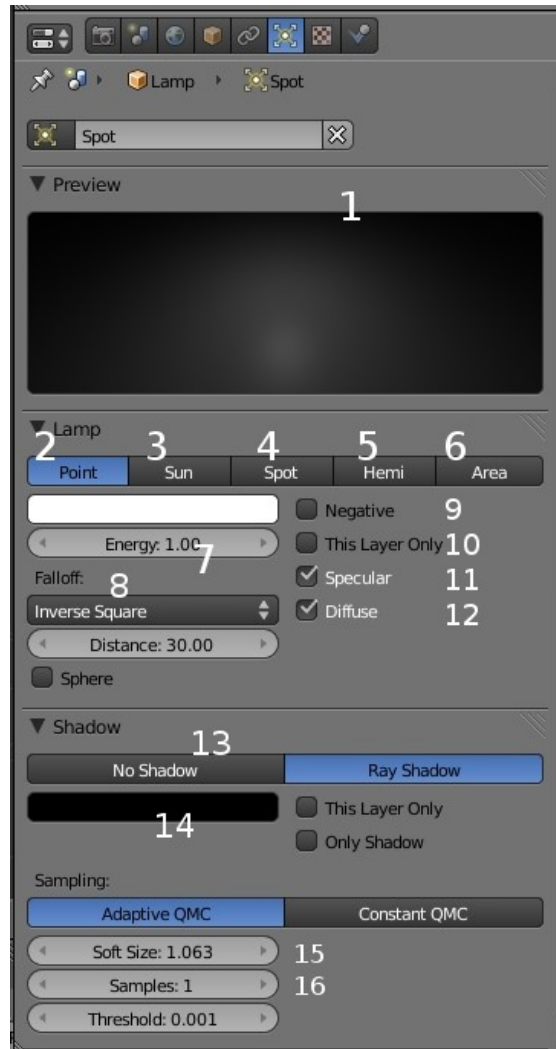 Lamp Spot
Spot
Preview
1
Lamp
2 3 4 5 6
Point Sun Spot Hemi Area
Negative 9
Energy: 1.00 This Layer Only 10
7
Falloff: Specular 11
8
Inverse Square Diffuse 12
Distance: 30.00
Sphere
Shadow
13
No Shadow Ray Shadow
This Layer Only
14
Only Shadow
Sampling:
Adaptive QMC Constant QMC
Soft Size: 1.063 15
Samples: 1 16
Threshold: 0.001